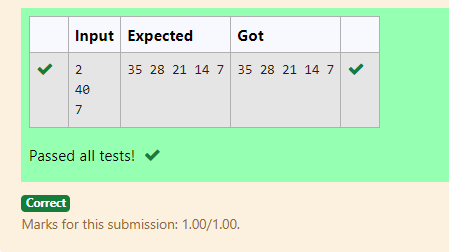 Input Expected Got
2 35 28 21 14 7 35 28 21 14 7
40
7
Passed all tests!
Correct
Marks for this submission: 1.00/1.00.